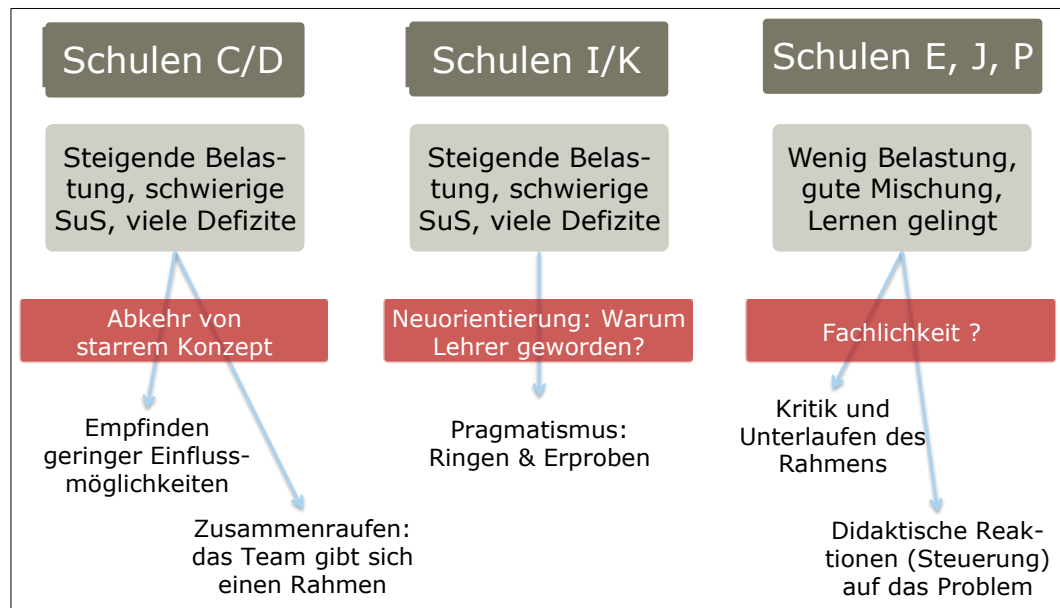 Schulen C/D
Steigende Belas-
tung, schwierige
SuS, viele Defizite
Abkehr von
starrem Konzept
Empfinden
geringer Einfluss-
möglichkeiten
Zusammenraufen:
das Team gibt sich
einen Rahmen
Schulen I/K
Steigende Belas-
tung, schwierige
SuS, viele Defizite
Neuorientierung: Warum
Lehrer geworden?
Pragmatismus:
Ringen & Erproben
Schulen E, J, P
Wenig Belastung,
gute Mischung,
Lernen gelingt
Fachlichkeit ?
Kritik und
Unterlaufen des
Rahmens
Didaktische Reak-
tionen (Steuerung)
auf das Problem